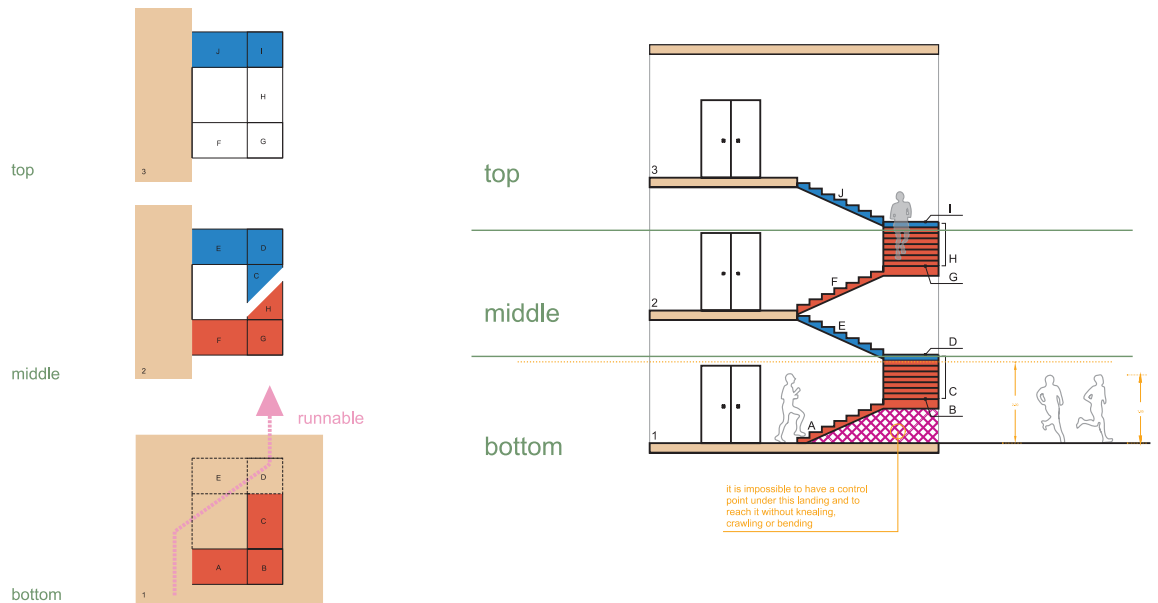 J
I
H
F
G
top
3
E
D
C
H
F
G
middle
2
runnable
E
D
C
A
B
bottom
1
top
3
J
I
H
G
F
middle
2
E
D
C
B
A
bottom
1
it is impossible to have a control
point under this landing and to
reach it without knealing,
crawling or bending